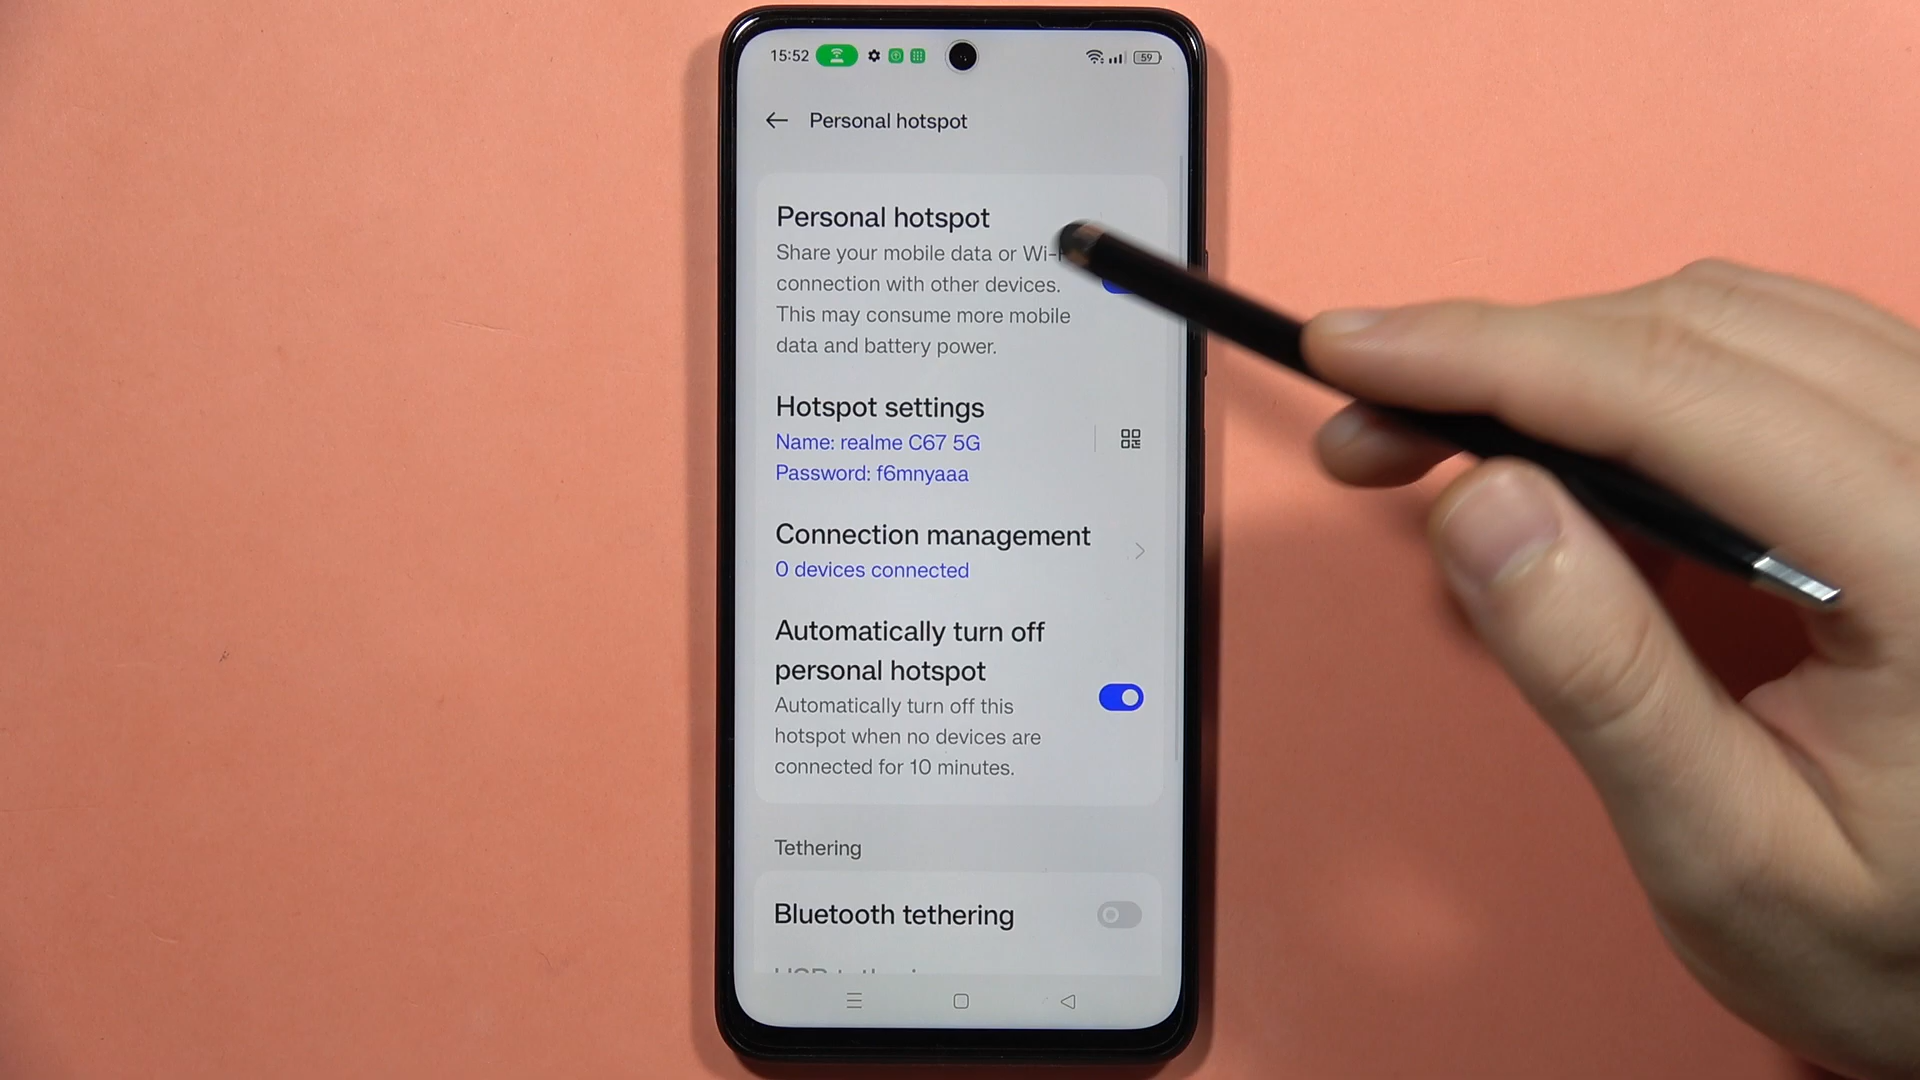 15:52
59
Personal hotspot
Personal hotspot
Share your mobile data or Wi-
connection with other devices.
This may consume more mobile
data and battery power.
Hotspot settings
Name: realme C67 5G
Password: f6mnyaaa
Connection management
0 devices connected
Automatically turn off
personal hotspot
Automatically turn off this
hotspot when no devices are
connected for 10 minutes.
Tethering
Bluetooth tethering